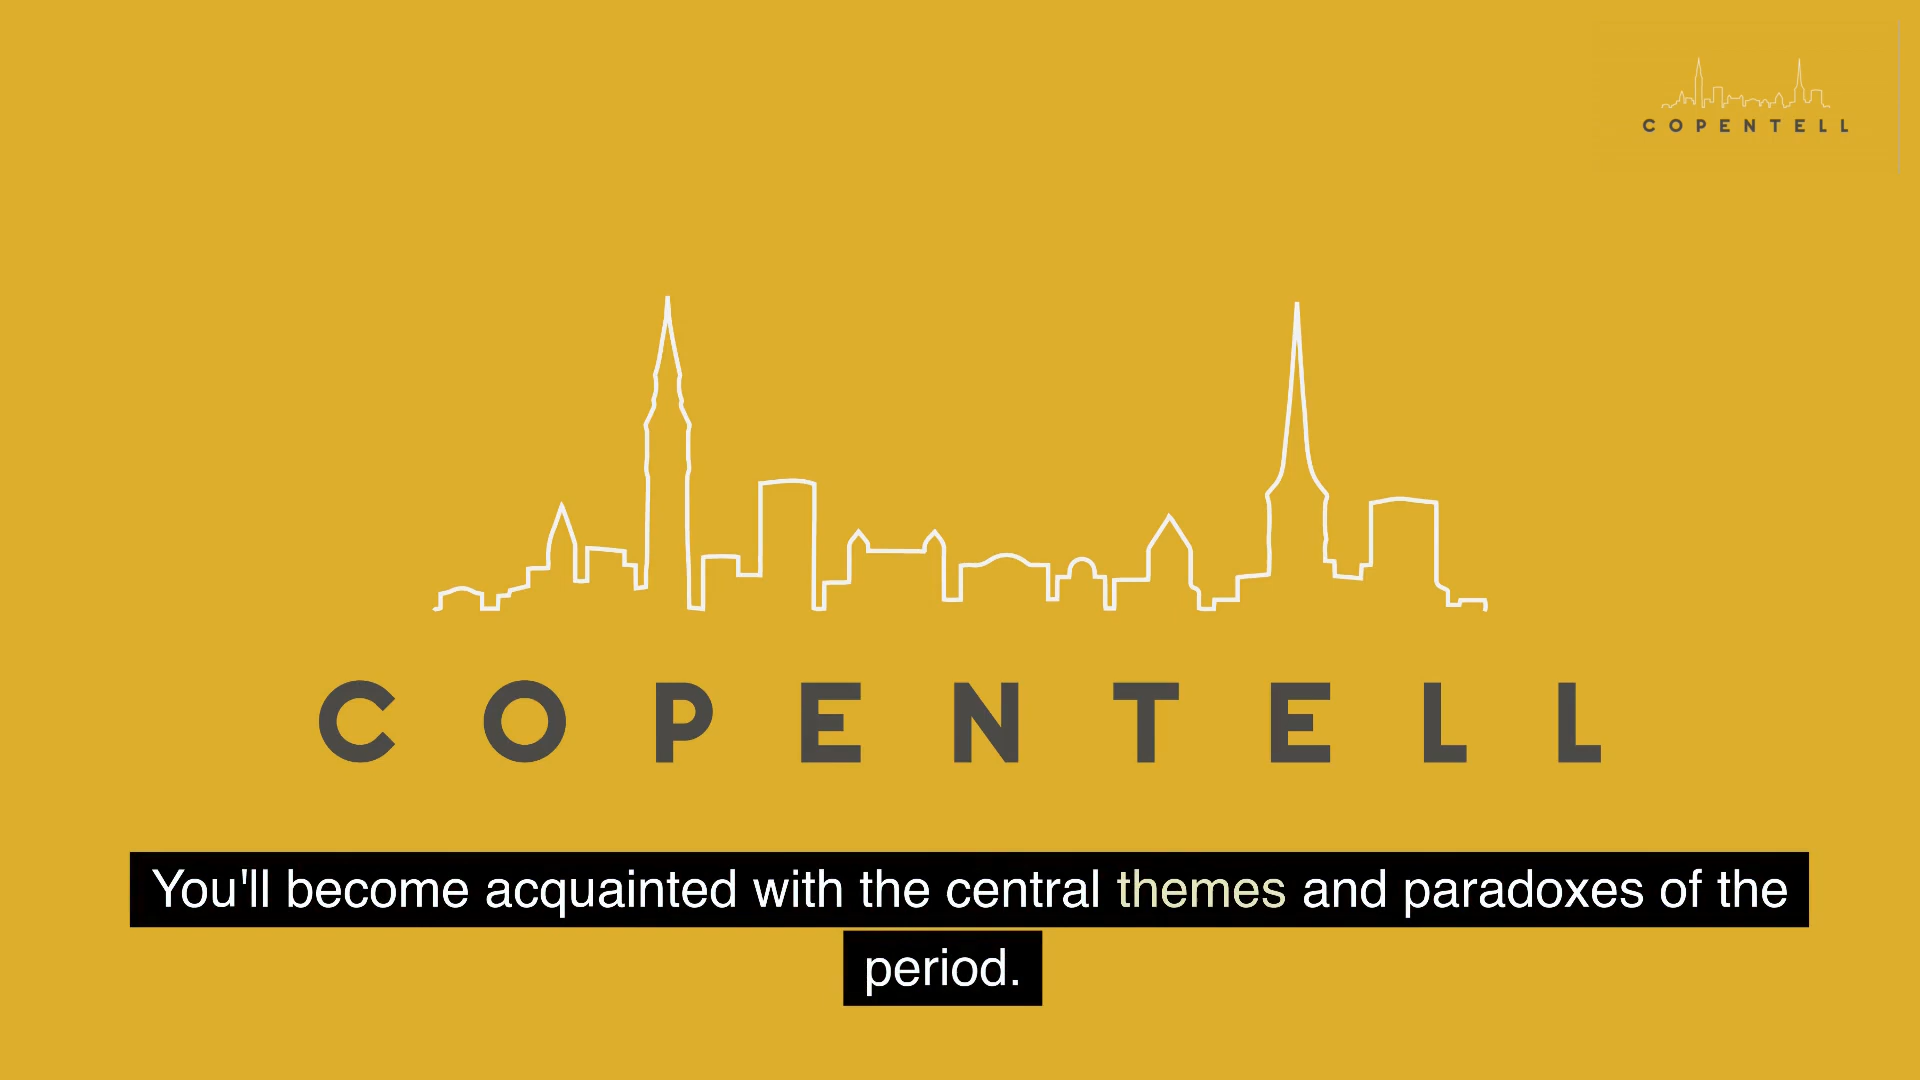 COPENTELL
COPENTELL
You'll become acquainted with the central themes and paradoxes of the
period.